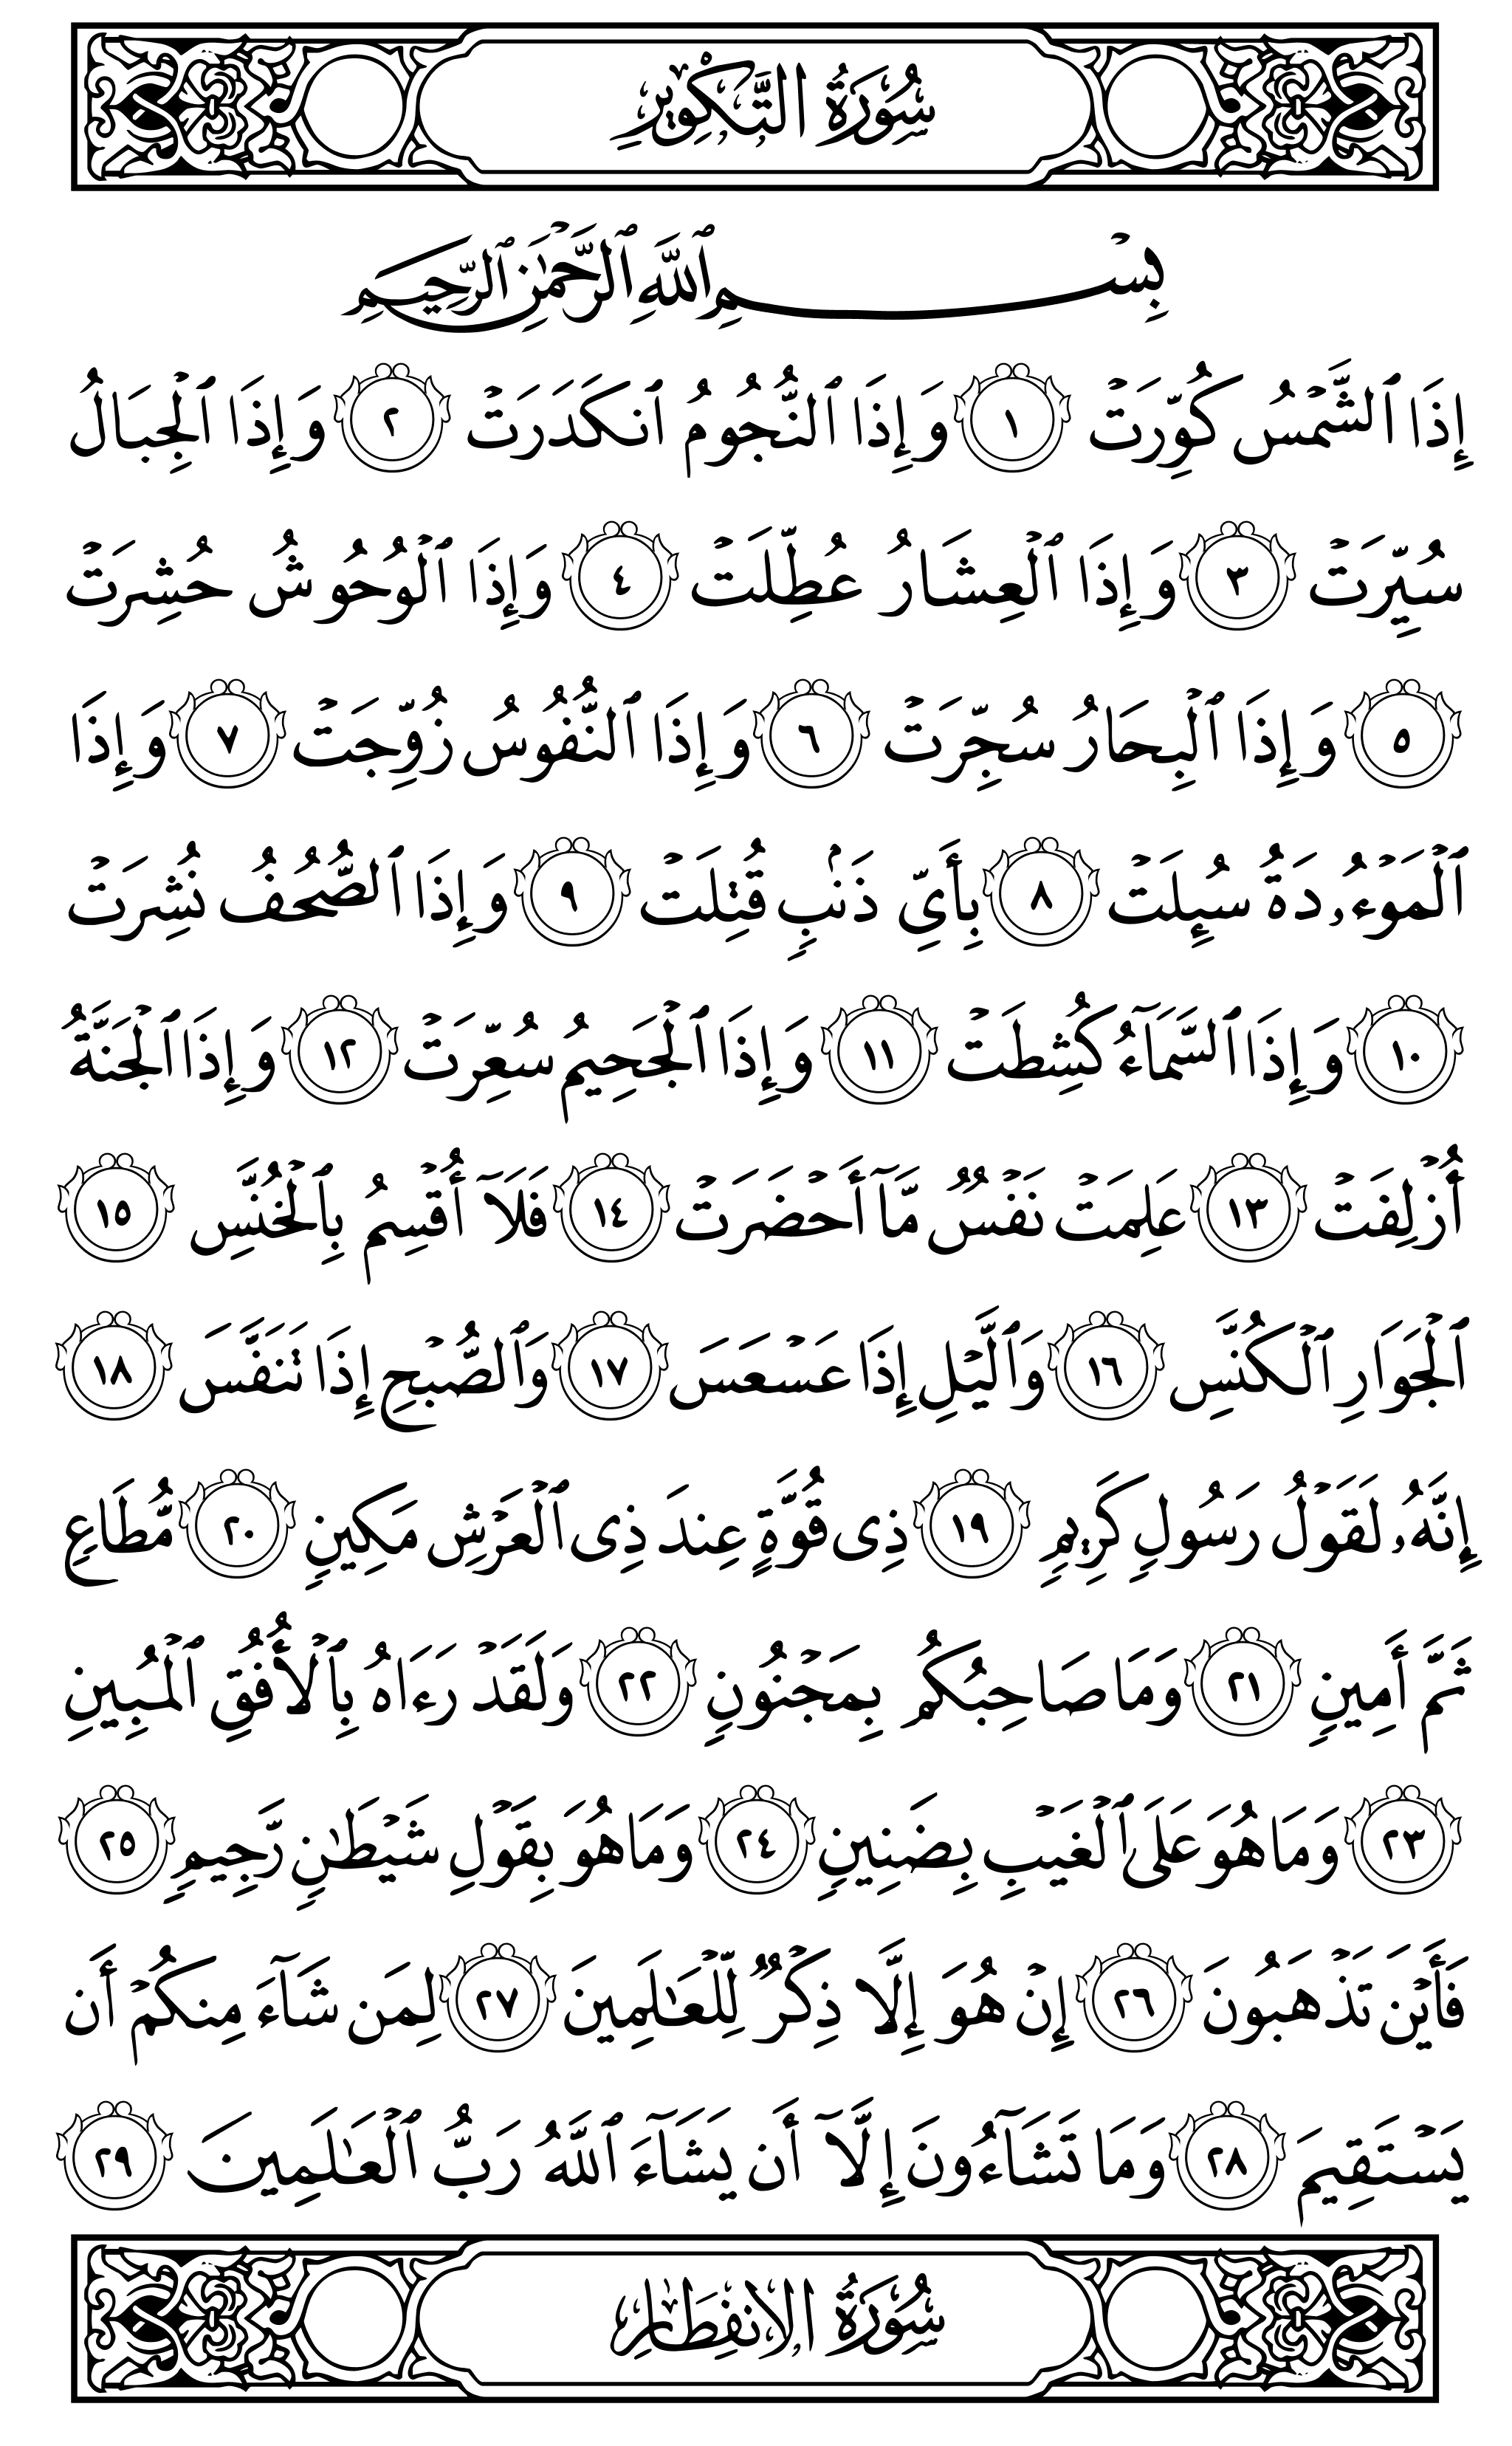 سُورَةُ التَّكْوِيرِ
بِسْمِ ٱللَّهِ ٱلرَّحْمَٰنِ ٱلرَّحِيمِ
إِذَا ٱلشَّمْسُ كُوِّرَتْ ١ وَإِذَا ٱلنُّجُومُ ٱنكَدَرَتْ ٢ وَإِذَا ٱلْجِبَالُ
سُيِّرَتْ ٣ وَإِذَا ٱلْعِشَارُ عُطِّلَتْ ٤ وَإِذَا ٱلْوُحُوشُ حُشِرَتْ
٥ وَإِذَا ٱلْبِحَارُ سُجِّرَتْ ٦ وَإِذَا ٱلنُّفُوسُ زُوِّجَتْ ٧ وَإِذَا
ٱلْمَوْءُۥدَةُ سُئِلَتْ ٨ بِأَىِّ ذَنۢبٍ قُتِلَتْ ٩ وَإِذَا ٱلصُّحُفُ نُشِرَتْ
١٠ وَإِذَا ٱلسَّمَآءُ كُشِطَتْ ١١ وَإِذَا ٱلْجَحِيمُ سُعِّرَتْ ١٢ وَإِذَا ٱلْجَنَّةُ
أُزْلِفَتْ ١٣ عَلِمَتْ نَفْسٌ مَّآ أَحْضَرَتْ ١٤ فَلَآ أُقْسِمُ بِٱلْخُنَّسِ ١٥
ٱلْجَوَارِ ٱلْكُنَّسِ ١٦ وَٱلَّيْلِ إِذَا عَسْعَسَ ١٧ وَٱلصُّبْحِ إِذَا تَنَفَّسَ ١٨
إِنَّهُۥ لَقَوْلُ رَسُولٍ كَرِيمٍ ١٩ ذِى قُوَّةٍ عِندَ ذِى ٱلْعَرْشِ مَكِينٍ ٢٠ مُّطَاعٍ
ثَمَّ أَمِينٍ ٢١ وَمَا صَاحِبُكُم بِمَجْنُونٍ ٢٢ وَلَقَدْ رَءَاهُ بِٱلْأُفُقِ ٱلْمُبِينِ
٢٣ وَمَا هُوَ عَلَى ٱلْغَيْبِ بِضَنِينٍ ٢٤ وَمَا هُوَ بِقَوْلِ شَيْطَٰنٍ رَّجِيمٍ ٢٥
فَأَيْنَ تَذْهَبُونَ ٢٦ إِنْ هُوَ إِلَّا ذِكْرٌ لِّلْعَٰلَمِينَ ٢٧ لِمَن شَآءَ مِنكُمْ أَن
يَسْتَقِيمَ ٢٨ وَمَا تَشَآءُونَ إِلَّآ أَن يَشَآءَ ٱللَّهُ رَبُّ ٱلْعَٰلَمِينَ ٢٩
سُورَةُ الِانفِطَارِ